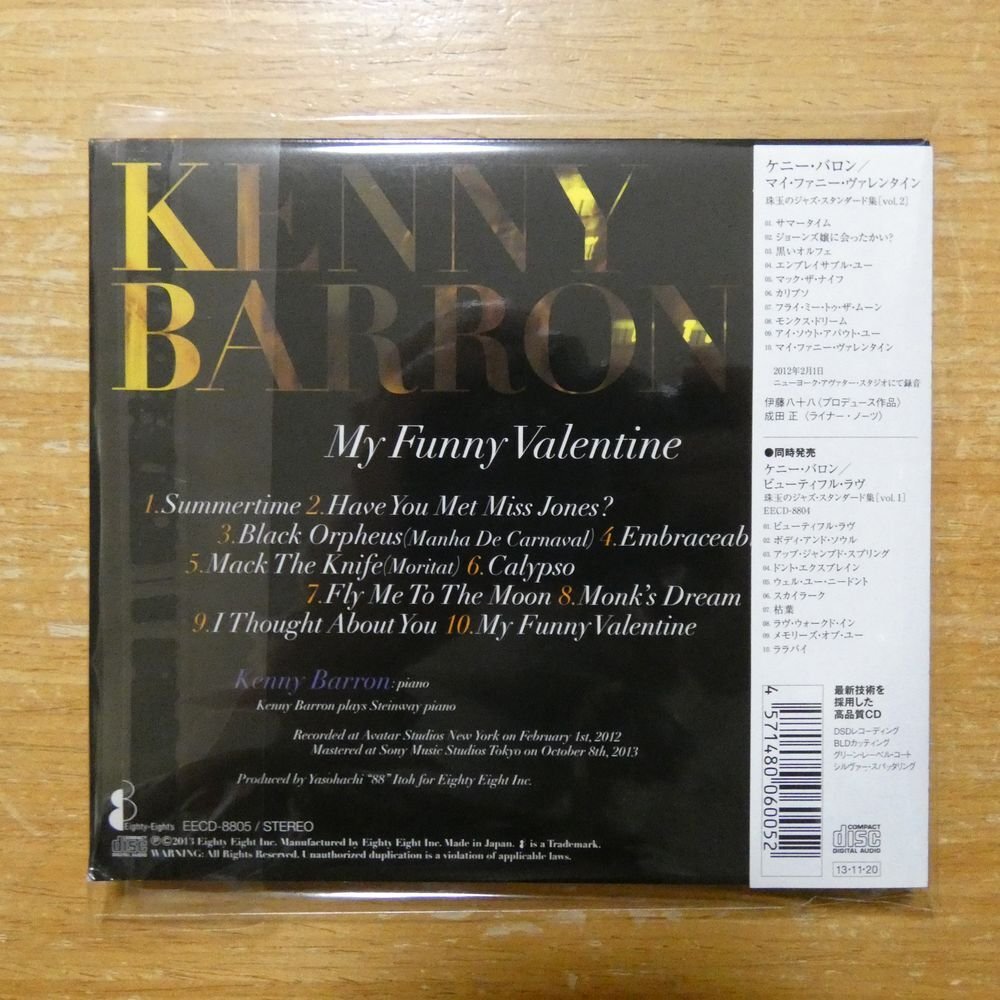 KENNY
BARRON
My Funny Valentine
1.Summertime 2.Have You Met Miss Jones?
3.Black Orpheus(Manha De Carnaval) 4.Embraceab
5.Mack The Knife(Moritat) 6.Calypso
7.Fly Me To The Moon 8.Monk's Dream
9.I Thought About You 10.My Funny Valentine
Kenny Barron: piano
Kenny Barron plays Steinway piano
Recorded at Avatar Studios New York on February 1st, 2012
Mastered at Sony Music Studios Tokyo on October 8th, 2013
Produced by Yasohachi "88" Itoh for Eighty Eight Inc.
Eighty-Eight's EECD-8805 / STEREO
disc ℗©2013 Eighty Eight Inc. Manufactured by Eighty Eight Inc. Made in Japan. 8 is a Trademark.
WARNING: All Rights Reserved. Unauthorized duplication is a violation of applicable laws.
ケニー・バロン/
マイ・ファニー・ヴァレンタイン
珠玉のジャズ・スタンダード集[vol.2]
01. サマータイム
02. ジョーンズ嬢に会ったかい?
03. 黒いオルフェ
04. エンブレイサブル・ユー
05. マック・ザ・ナイフ
06. カリプソ
07. フライ・ミー・トゥ・ザ・ムーン
08. モンクス・ドリーム
09. アイ・ソウト・アバウト・ユー
10. マイ・ファニー・ヴァレンタイン
2012年2月1日
ニューヨーク・アヴァター・スタジオにて録音
伊藤八十八〈プロデュース作品〉
成田 正〈ライナー・ノーツ〉
●同時発売
ケニー・バロン/
ビューティフル・ラヴ
珠玉のジャズ・スタンダード集[vol.1]
EECD-8804
01. ビューティフル・ラヴ
02. ボディ・アンド・ソウル
03. アップ・ジャンプド・スプリング
04. ドント・エクスプレイン
05. ウェル・ユー・ニードント
06. スカイラーク
07. 枯葉
08. ラヴ・ウォークド・イン
09. メモリーズ・オブ・ユー
10. ララバイ
4 571480 060052
最新技術を
採用した
高品質CD
DSDレコーディング
BLDカッティング
グリーン・レーベル・コート
シルヴァー・スパッタリング
COMPACT
disc
DIGITAL AUDIO
13·11·20